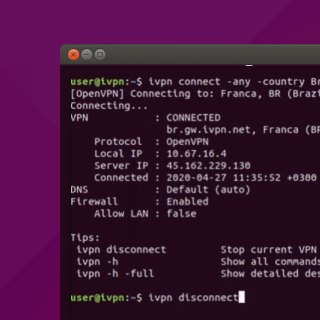 user@ivpn:~$ ivpn connect -any -country Br
[OpenVPN] Connecting to: Franca, BR (Brazi
Connecting...
VPN : CONNECTED
br.gw.ivpn.net, Franca (BR
Protocol : OpenVPN
Local IP : 10.67.16.4
Server IP : 45.162.229.130
Connected : 2020-04-27 11:35:52 +0300
DNS : Default (auto)
Firewall : Enabled
Allow LAN : false
Tips:
ivpn disconnect Stop current VPN
ivpn -h Show all commands
ivpn -h -full Show detailed des
user@ivpn:~$ ivpn disconnect